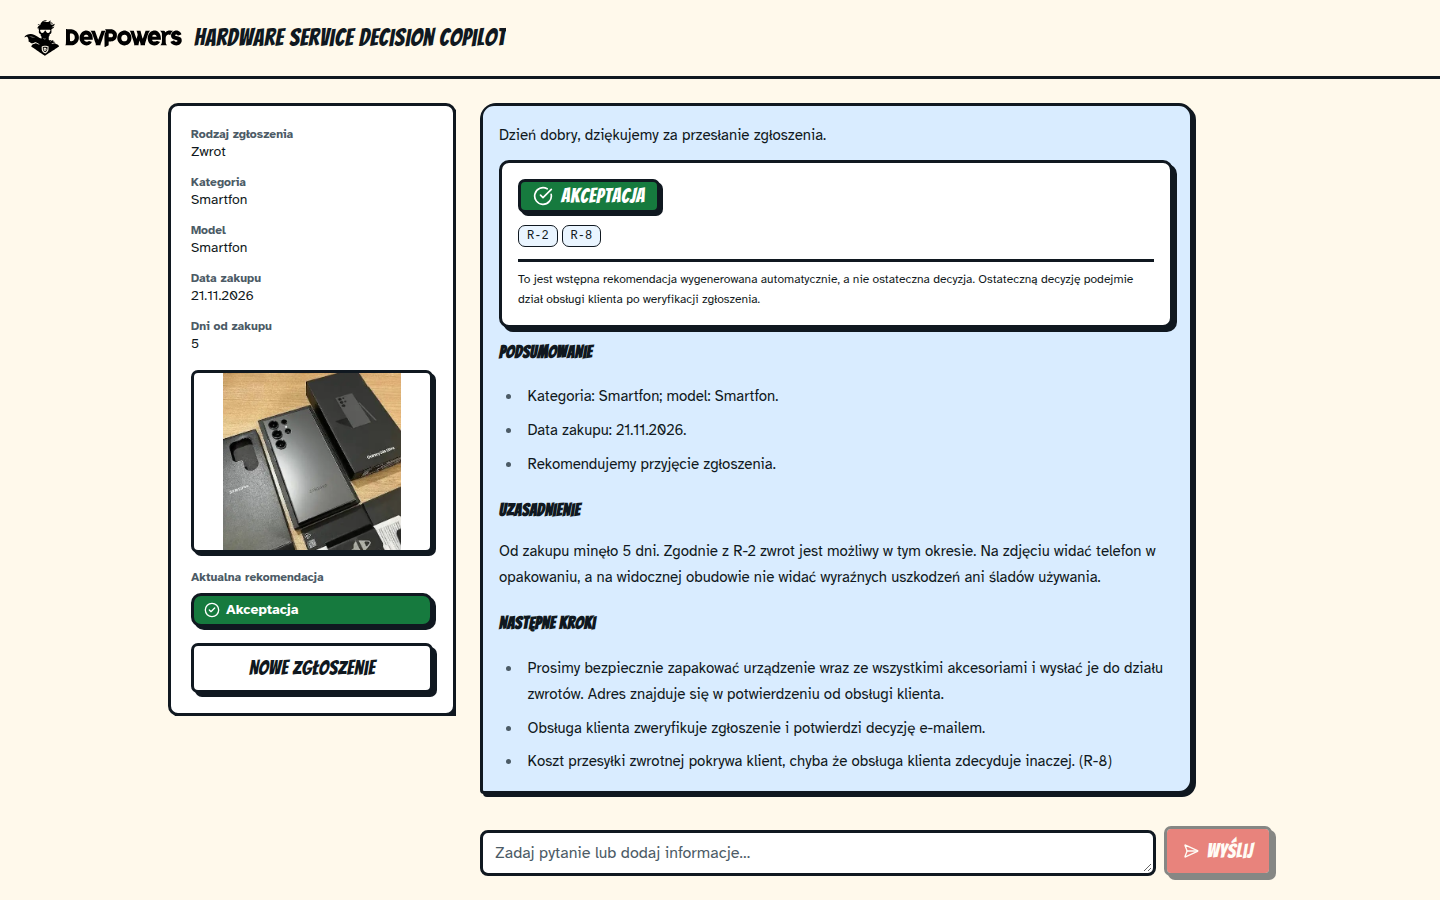 DevPowers HARDWARE SERVICE DECISION COPILOT
Rodzaj zgłoszenia
Zwrot
Kategoria
Smartfon
Model
Smartfon
Data zakupu
21.11.2026
Dni od zakupu
5
Aktualna rekomendacja
Akceptacja
NOWE ZGŁOSZENIE
Dzień dobry, dziękujemy za przesłanie zgłoszenia.
AKCEPTACJA
R-2 R-8
To jest wstępna rekomendacja wygenerowana automatycznie, a nie ostateczna decyzja. Ostateczną decyzję podejmie
dział obsługi klienta po weryfikacji zgłoszenia.
PODSUMOWANIE
Kategoria: Smartfon; model: Smartfon.
Data zakupu: 21.11.2026.
Rekomendujemy przyjęcie zgłoszenia.
UZASADNIENIE
Od zakupu minęło 5 dni. Zgodnie z R-2 zwrot jest możliwy w tym okresie. Na zdjęciu widać telefon w
opakowaniu, a na widocznej obudowie nie widać wyraźnych uszkodzeń ani śladów używania.
NASTĘPNE KROKI
Prosimy bezpiecznie zapakować urządzenie wraz ze wszystkimi akcesoriami i wysłać je do działu
zwrotów. Adres znajduje się w potwierdzeniu od obsługi klienta.
Obsługa klienta zweryfikuje zgłoszenie i potwierdzi decyzję e-mailem.
Koszt przesyłki zwrotnej pokrywa klient, chyba że obsługa klienta zdecyduje inaczej. (R-8)
Zadaj pytanie lub dodaj informacje...
WYŚLIJ